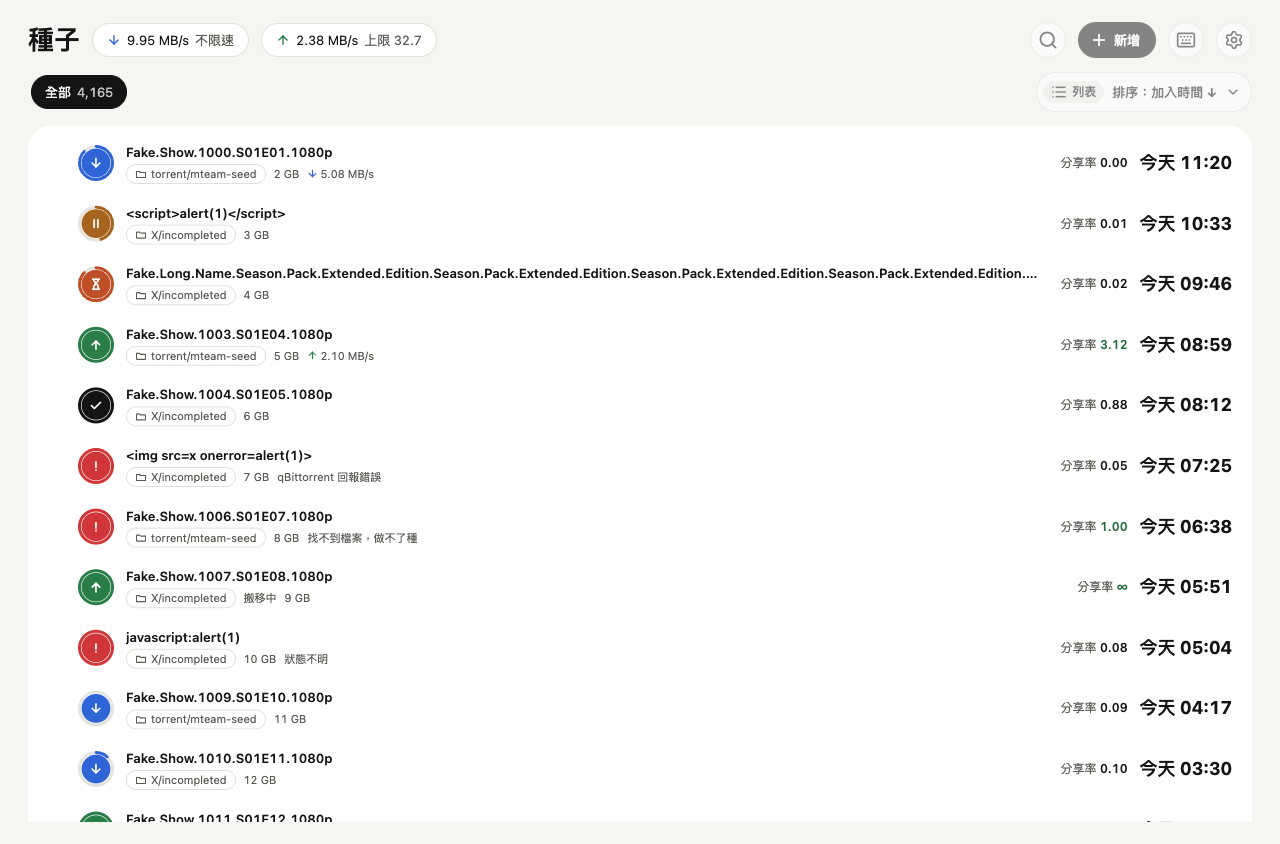 種子 9.95 MB/s 不限速 2.38 MB/s 上限 32.7 新增
全部 4,165 列表 排序：加入時間
Fake.Show.1000.S01E01.1080p
torrent/mteam-seed 2 GB 5.08 MB/s
分享率 0.00 今天 11:20
<script>alert(1)</script>
X/incompleted 3 GB
分享率 0.01 今天 10:33
Fake.Long.Name.Season.Pack.Extended.Edition.Season.Pack.Extended.Edition.Season.Pack.Extended.Edition.Season.Pack.Extended.Edition....
X/incompleted 4 GB
分享率 0.02 今天 09:46
Fake.Show.1003.S01E04.1080p
torrent/mteam-seed 5 GB 2.10 MB/s
分享率 3.12 今天 08:59
Fake.Show.1004.S01E05.1080p
X/incompleted 6 GB
分享率 0.88 今天 08:12
<img src=x onerror=alert(1)>
X/incompleted 7 GB qBittorrent 回報錯誤
分享率 0.05 今天 07:25
Fake.Show.1006.S01E07.1080p
torrent/mteam-seed 8 GB 找不到檔案，做不了種
分享率 1.00 今天 06:38
Fake.Show.1007.S01E08.1080p
X/incompleted 搬移中 9 GB
分享率 ∞ 今天 05:51
javascript:alert(1)
X/incompleted 10 GB 狀態不明
分享率 0.08 今天 05:04
Fake.Show.1009.S01E10.1080p
torrent/mteam-seed 11 GB
分享率 0.09 今天 04:17
Fake.Show.1010.S01E11.1080p
X/incompleted 12 GB
分享率 0.10 今天 03:30
Fake.Show.1011.S01E12.1080p